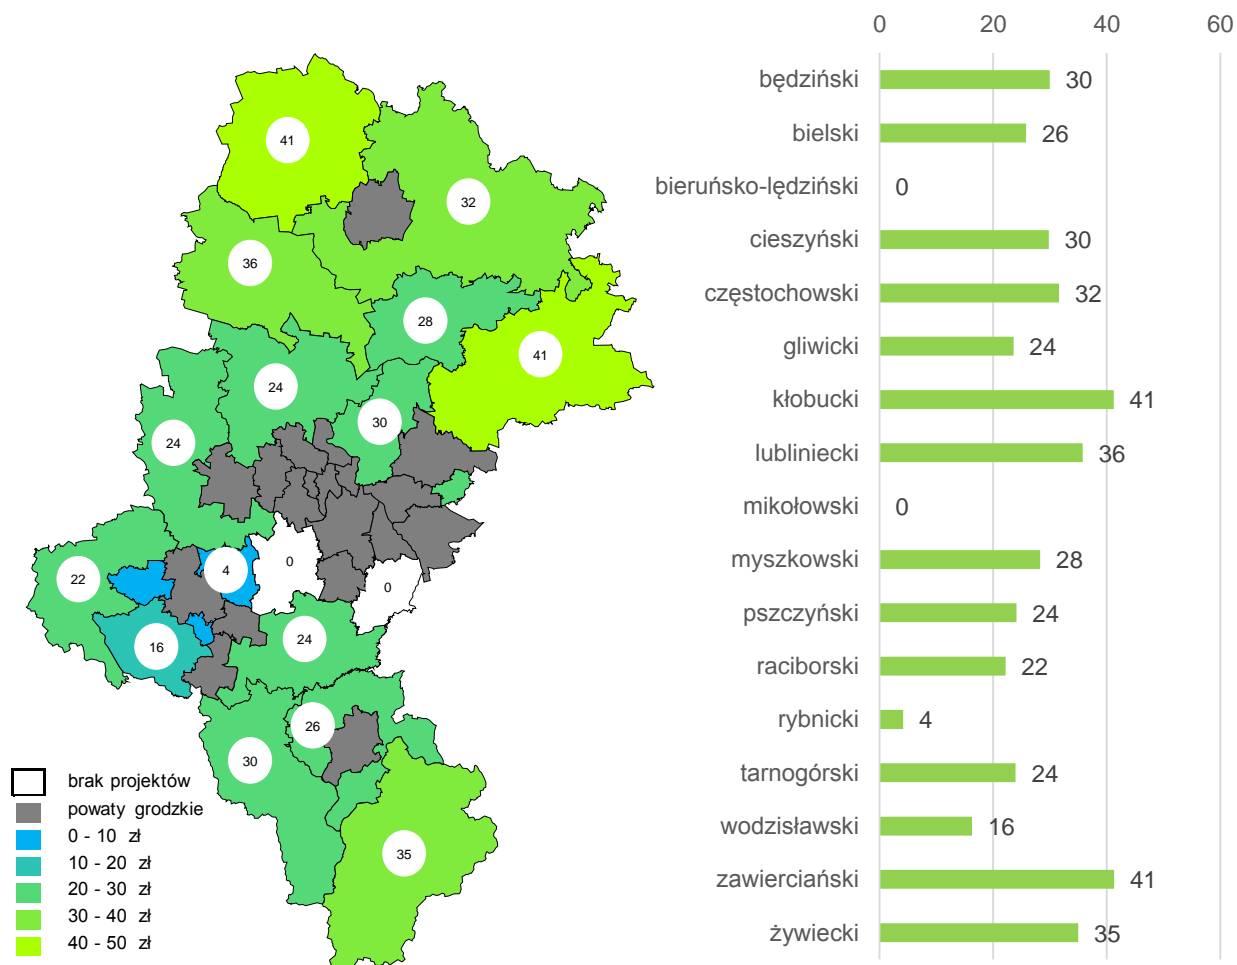 41
32
36
28
41
24
30
24
22
4
0
0
16
24
26
30
35
brak projektów
powaty grodzkie
0 - 10 zł
10 - 20 zł
20 - 30 zł
30 - 40 zł
40 - 50 zł
0 20 40 60
będziński 30
bielski 26
bieruńsko-lędziński 0
cieszyński 30
częstochowski 32
gliwicki 24
kłobucki 41
lubliniecki 36
mikołowski 0
myszkowski 28
pszczyński 24
raciborski 22
rybnicki 4
tarnogórski 24
wodzisławski 16
zawierciański 41
żywiecki 35